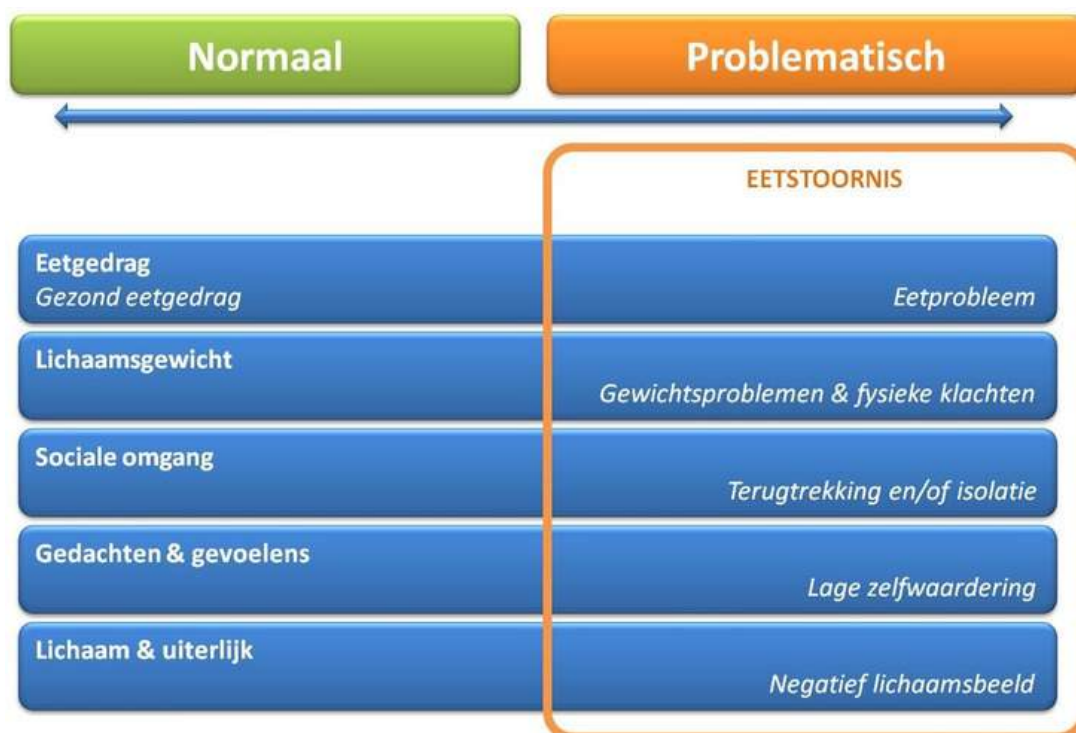 Normaal
Problematisch
EETSTOORNIS
Eetgedrag
Gezond eetgedrag
Eetprobleem
Lichaamsgewicht
Gewichtsproblemen & fysieke klachten
Sociale omgang
Terugtrekking en/of isolatie
Gedachten & gevoelens
Lage zelfwaardering
Lichaam & uiterlijk
Negatief lichaamsbeeld